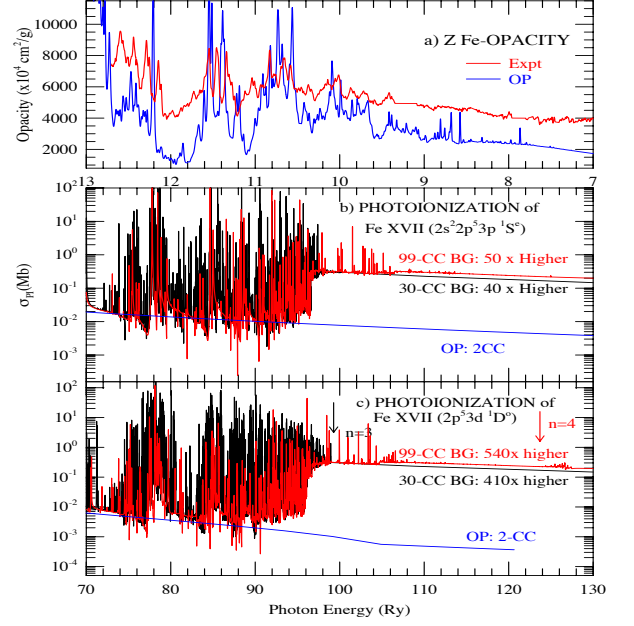 10000
8000
6000
4000
2000
Opacity (x10⁴ cm²/g)
a) Z Fe-OPACITY
Expt
OP
13 12 11 10 9 8 7
10²
10¹
10⁰
10⁻¹
10⁻²
10⁻³
σ_PI(Mb)
b) PHOTOIONIZATION of
Fe XVII (2s²2p⁵3p ¹Sᵉ)
99-CC BG: 50 x Higher
30-CC BG: 40 x Higher
OP: 2CC
10²
10¹
10⁰
10⁻¹
10⁻²
10⁻³
10⁻⁴
c) PHOTOIONIZATION of
Fe XVII (2p⁵3d ¹Dᵒ)
n=3
n=4
99-CC BG: 540x higher
30-CC BG: 410x higher
OP: 2-CC
70 80 90 100 110 120 130
Photon Energy (Ry)